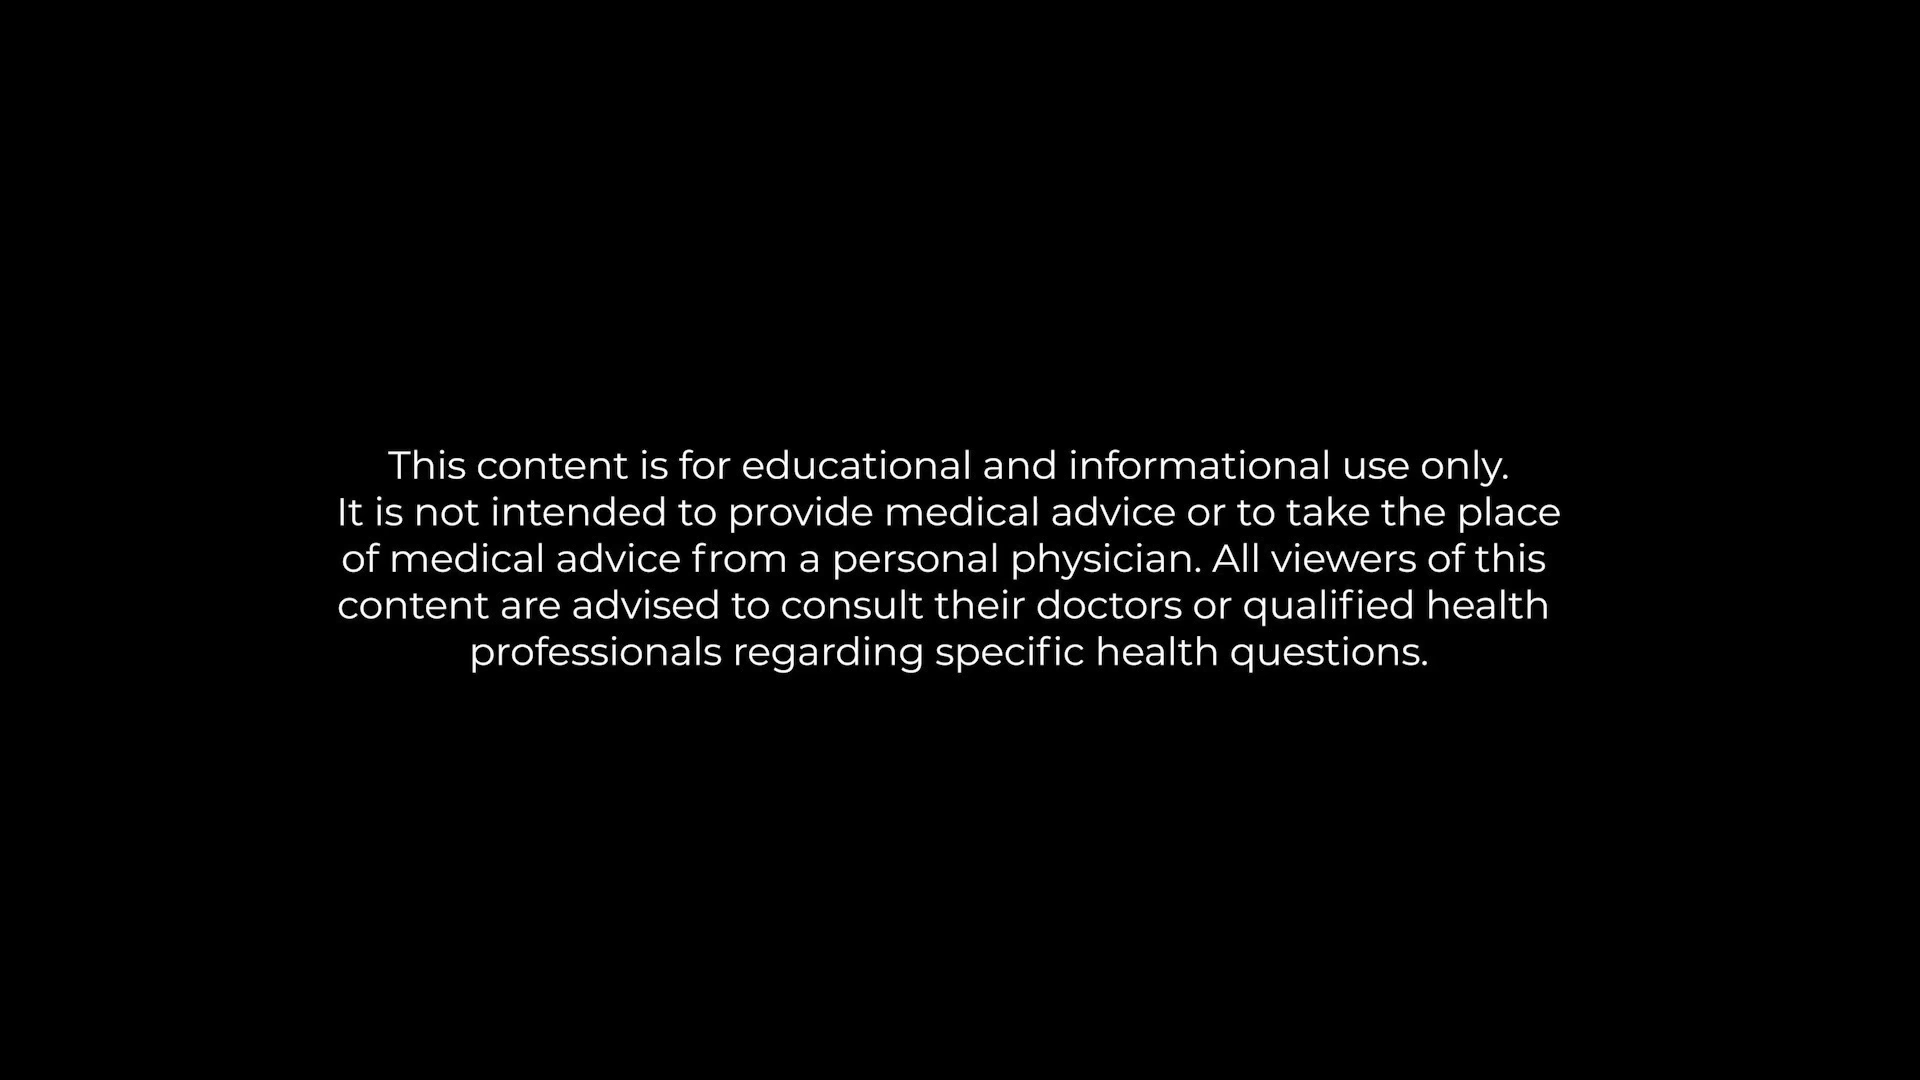 This content is for educational and informational use only.
It is not intended to provide medical advice or to take the place
of medical advice from a personal physician. All viewers of this
content are advised to consult their doctors or qualified health
professionals regarding specific health questions.